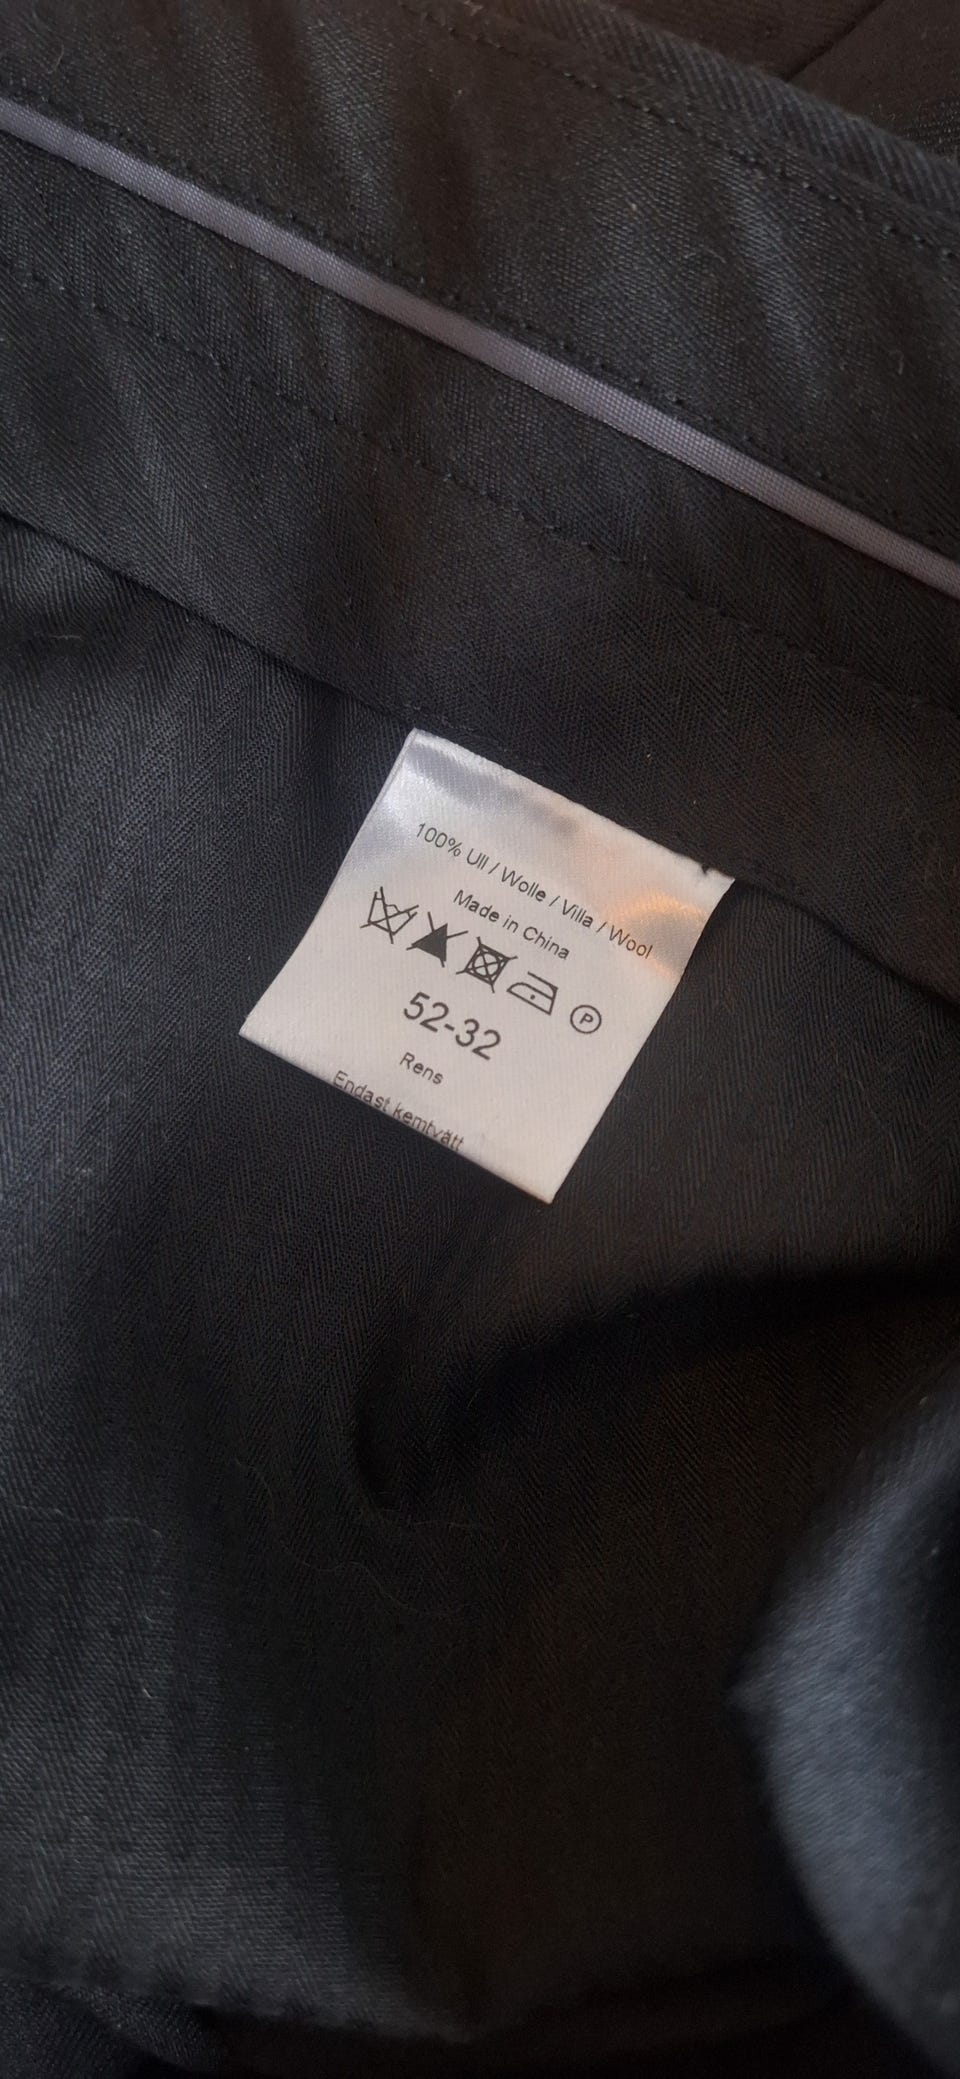 100% Ull / Wolle / Villa / Wool
Made in China
P
52-32
Rens
Endast kemtvätt